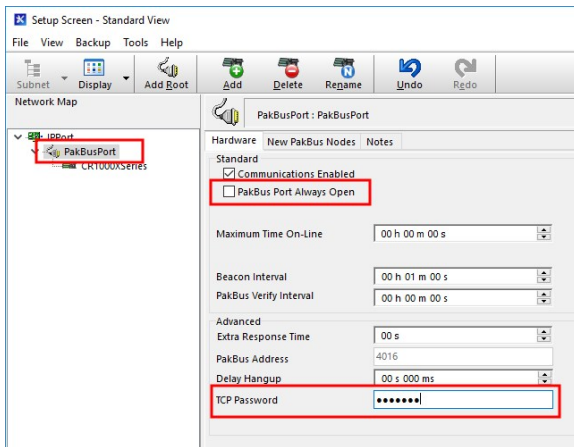 Setup Screen - Standard View
File View Backup Tools Help
Subnet Display Add Root Add Delete Rename Undo Redo
Network Map
PakBusPort : PakBusPort
IPPort
PakBusPort
CR1000XSeries
Hardware New PakBus Nodes Notes
Standard
Communications Enabled
PakBus Port Always Open
Maximum Time On-Line 00 h 00 m 00 s
Beacon Interval 00 h 01 m 00 s
PakBus Verify Interval 00 h 00 m 00 s
Advanced
Extra Response Time 00 s
PakBus Address 4016
Delay Hangup 00 s 000 ms
TCP Password •••••••